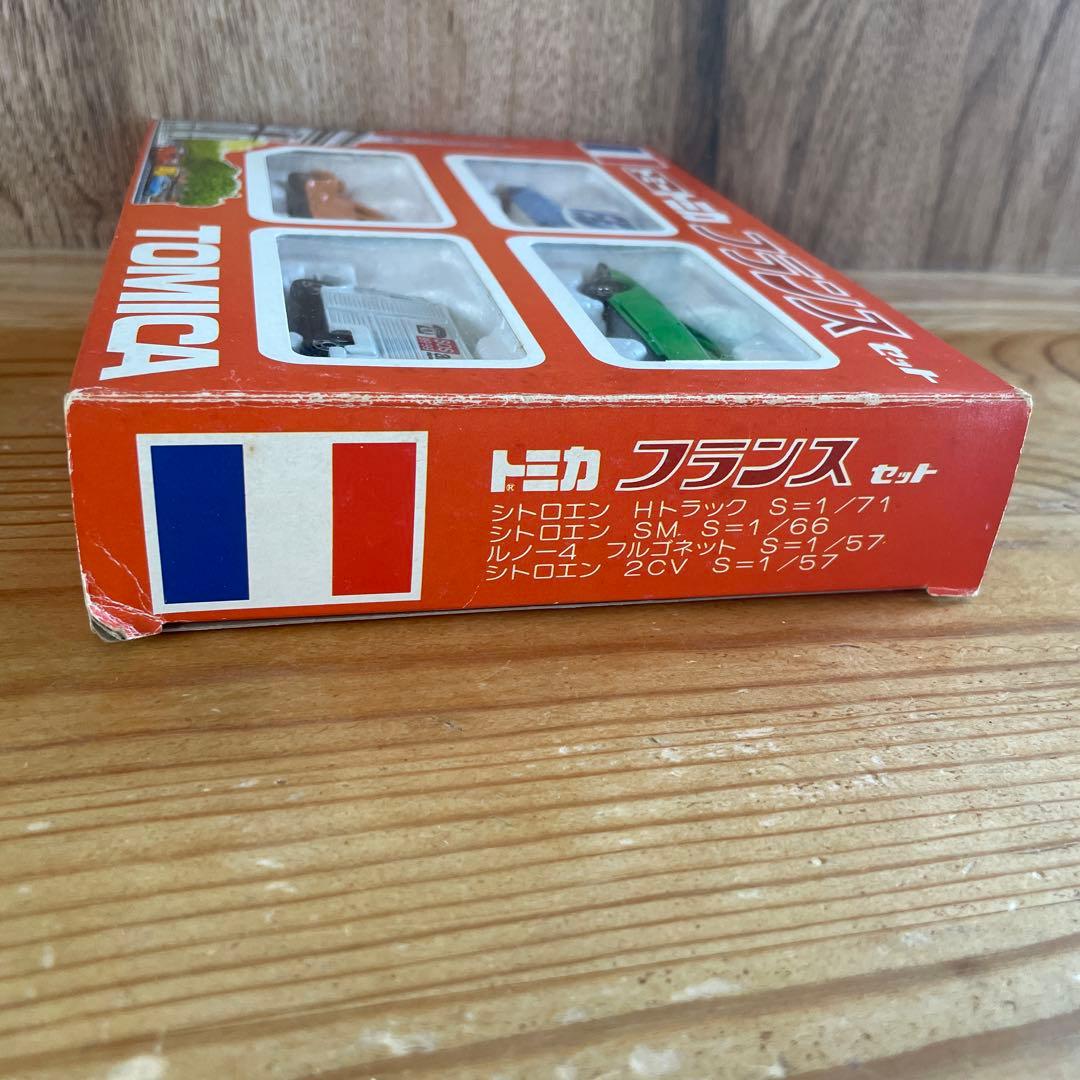 トミカ フランス セット
TOMICA
トミカ® フランス セット
シトロエン Hトラック S=1/71
シトロエン SM S=1/66
ルノー4 フルゴネット S=1/57
シトロエン 2CV S=1/57